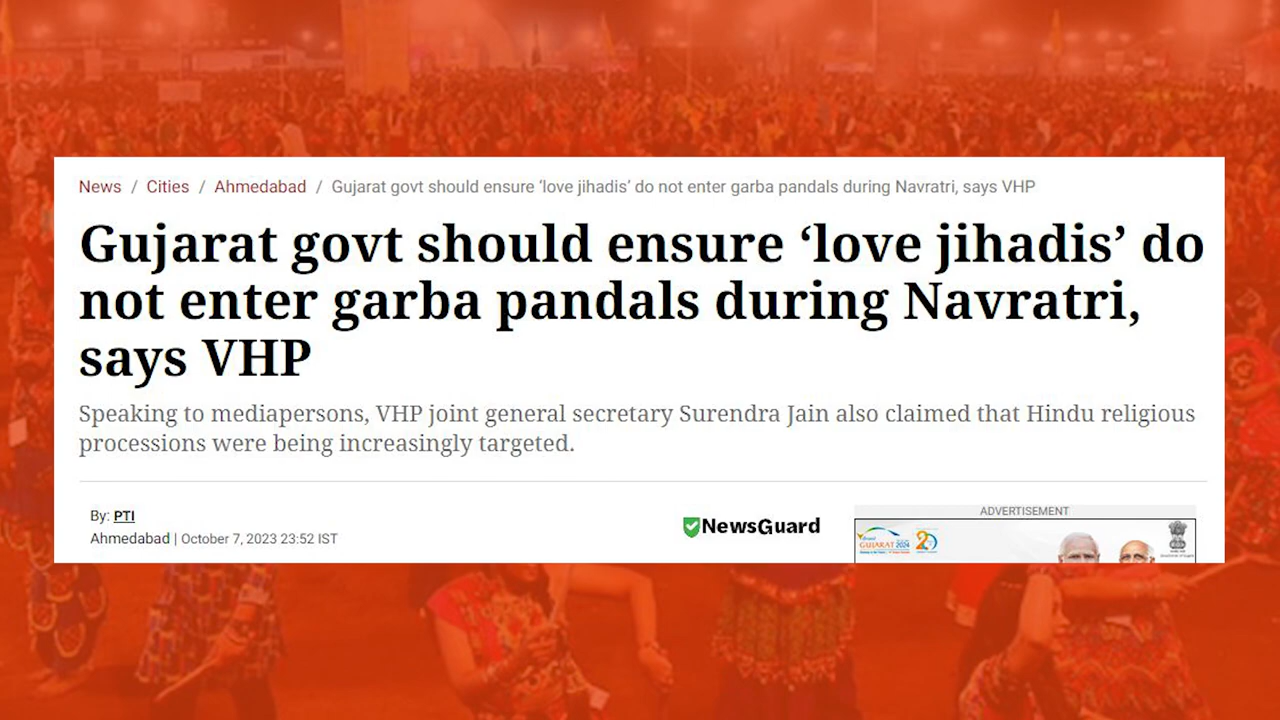 News / Cities / Ahmedabad / Gujarat govt should ensure ‘love jihadis’ do not enter garba pandals during Navratri, says VHP
Gujarat govt should ensure ‘love jihadis’ do
not enter garba pandals during Navratri,
says VHP
Speaking to mediapersons, VHP joint general secretary Surendra Jain also claimed that Hindu religious
processions were being increasingly targeted.
By: PTI
Ahmedabad | October 7, 2023 23:52 IST
NewsGuard
ADVERTISEMENT
GUJARAT 2024
20